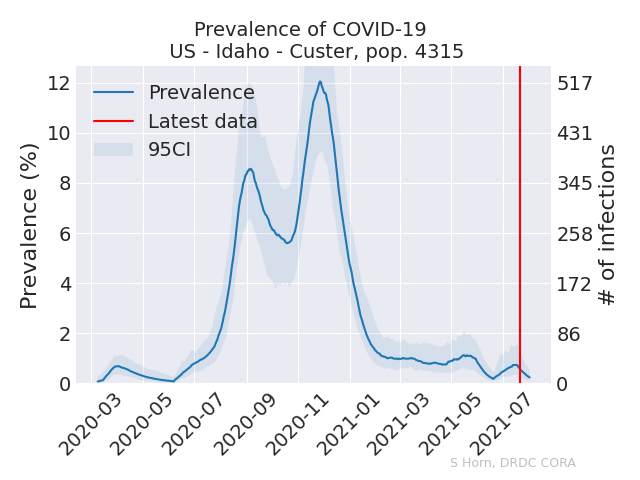 Prevalence of COVID-19
US - Idaho - Custer, pop. 4315
Prevalence
Latest data
95CI
Prevalence (%)
12
10
8
6
4
2
0
517
431
345
258
172
86
0
# of infections
2020-03
2020-05
2020-07
2020-09
2020-11
2021-01
2021-03
2021-05
2021-07
S Horn, DRDC CORA